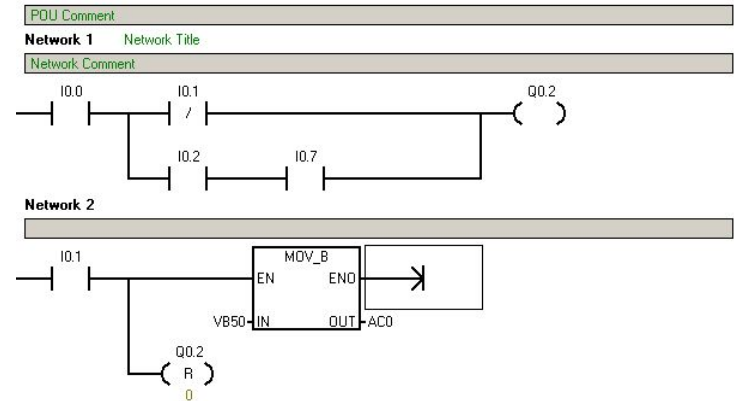 POU Comment
Network 1 Network Title
Network Comment
I0.0 I0.1 Q0.2
/
I0.2 I0.7
Network 2
I0.1 MOV_B
EN ENO
VB50 IN OUT AC0
Q0.2
R
0